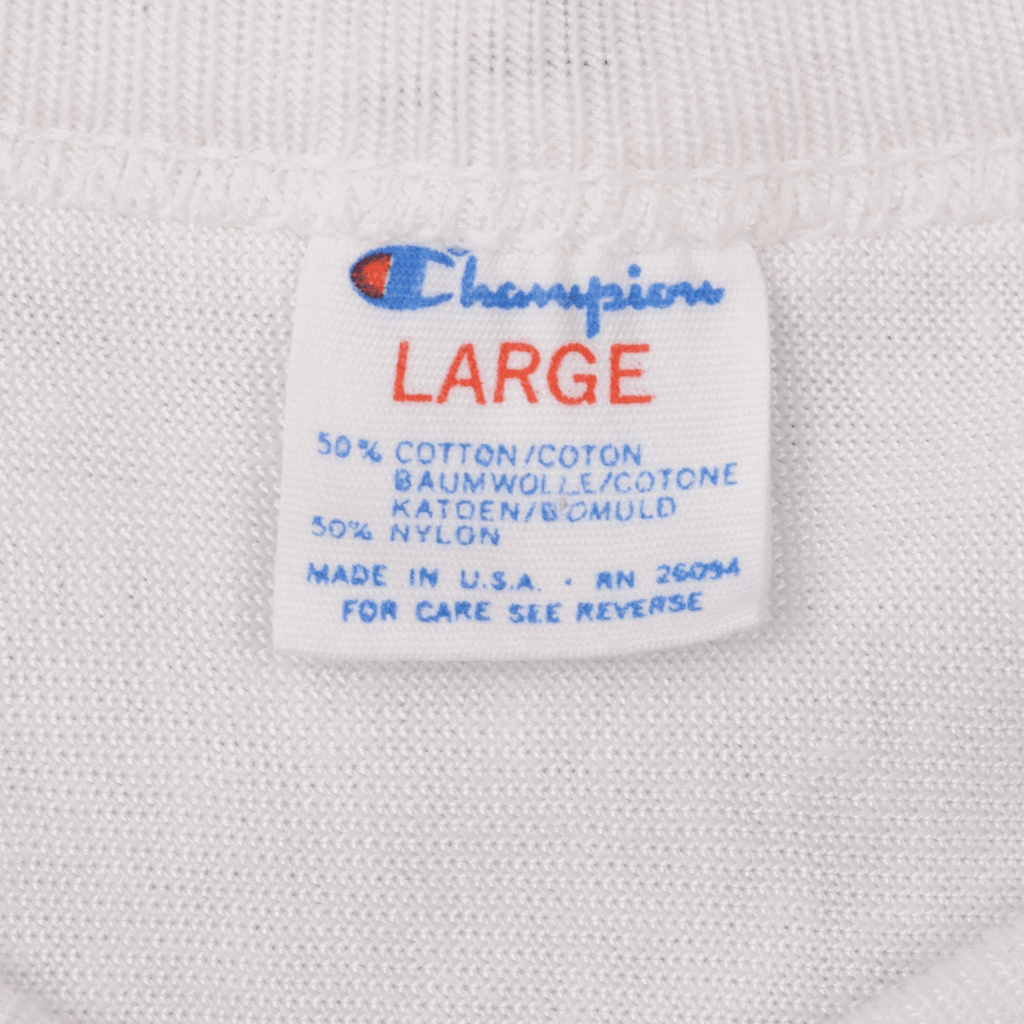 Champion
LARGE
50% COTTON/COTON
BAUMWOLLE/COTONE
KATOEN/BOMULD
50% NYLON
MADE IN U.S.A. · RN 26094
FOR CARE SEE REVERSE